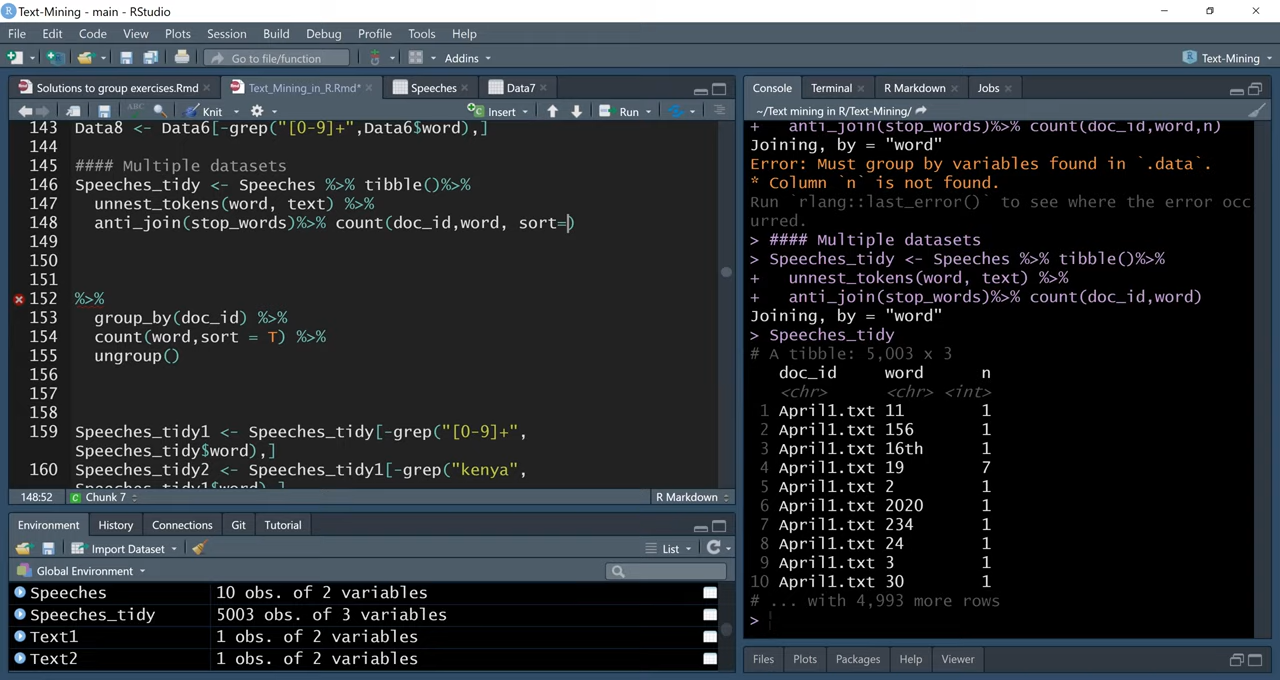 Text-Mining - main - RStudio
File Edit Code View Plots Session Build Debug Profile Tools Help
Go to file/function Addins Text-Mining
Solutions to group exercises.Rmd Text_Mining_in_R.Rmd* Speeches Data7
ABC Knit Insert Run
143 Data8 <- Data6[-grep("[0-9]+",Data6$word),]
144
145 #### Multiple datasets
146 Speeches_tidy <- Speeches %>% tibble()%>%
147 unnest_tokens(word, text) %>%
148 anti_join(stop_words)%>% count(doc_id,word, sort=)
149
150
151
152 %>%
153 group_by(doc_id) %>%
154 count(word,sort = T) %>%
155 ungroup()
156
157
158
159 Speeches_tidy1 <- Speeches_tidy[-grep("[0-9]+",
Speeches_tidy$word),]
160 Speeches_tidy2 <- Speeches_tidy1[-grep("kenya",
Speeches_tidy1$word),]
148:52 Chunk 7 R Markdown
Environment History Connections Git Tutorial
Import Dataset List
Global Environment
Speeches 10 obs. of 2 variables
Speeches_tidy 5003 obs. of 3 variables
Text1 1 obs. of 2 variables
Text2 1 obs. of 2 variables
Console Terminal R Markdown Jobs
~/Text mining in R/Text-Mining/
+ anti_join(stop_words)%>% count(doc_id,word,n)
Joining, by = "word"
Error: Must group by variables found in `.data`.
* Column `n` is not found.
Run `rlang::last_error()` to see where the error occ
urred.
> #### Multiple datasets
> Speeches_tidy <- Speeches %>% tibble()%>%
+ unnest_tokens(word, text) %>%
+ anti_join(stop_words)%>% count(doc_id,word)
Joining, by = "word"
> Speeches_tidy
# A tibble: 5,003 x 3
doc_id word n
<chr> <chr> <int>
1 April1.txt 11 1
2 April1.txt 156 1
3 April1.txt 16th 1
4 April1.txt 19 7
5 April1.txt 2 1
6 April1.txt 2020 1
7 April1.txt 234 1
8 April1.txt 24 1
9 April1.txt 3 1
10 April1.txt 30 1
# ... with 4,993 more rows
>
Files Plots Packages Help Viewer